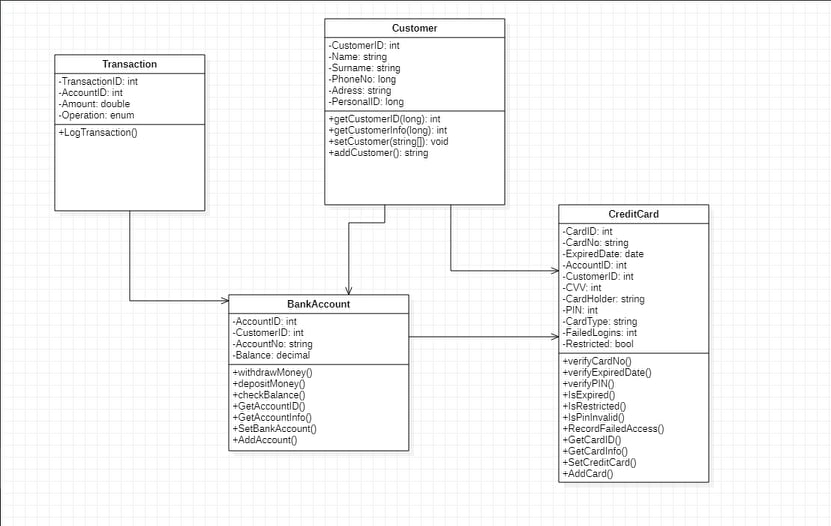 Customer
-CustomerID: int
-Name: string
-Surname: string
-PhoneNo: long
-Adress: string
-PersonalID: long
+getCustomerID(long): int
+getCustomerInfo(long): int
+setCustomer(string[]): void
+addCustomer(): string
Transaction
-TransactionID: int
-AccountID: int
-Amount: double
-Operation: enum
+LogTransaction()
CreditCard
-CardID: int
-CardNo: string
-ExpiredDate: date
-AccountID: int
-CustomerID: int
-CVV: int
-CardHolder: string
-PIN: int
-CardType: string
-FailedLogins: int
-Restricted: bool
+verifyCardNo()
+verifyExpiredDate()
+verifyPIN()
+IsExpired()
+IsRestricted()
+IsPinInvalid()
+RecordFailedAccess()
+GetCardID()
+GetCardInfo()
+SetCreditCard()
+AddCard()
BankAccount
-AccountID: int
-CustomerID: int
-AccountNo: string
-Balance: decimal
+withdrawMoney()
+depositMoney()
+checkBalance()
+GetAccountID()
+GetAccountInfo()
+SetBankAccount()
+AddAccount()